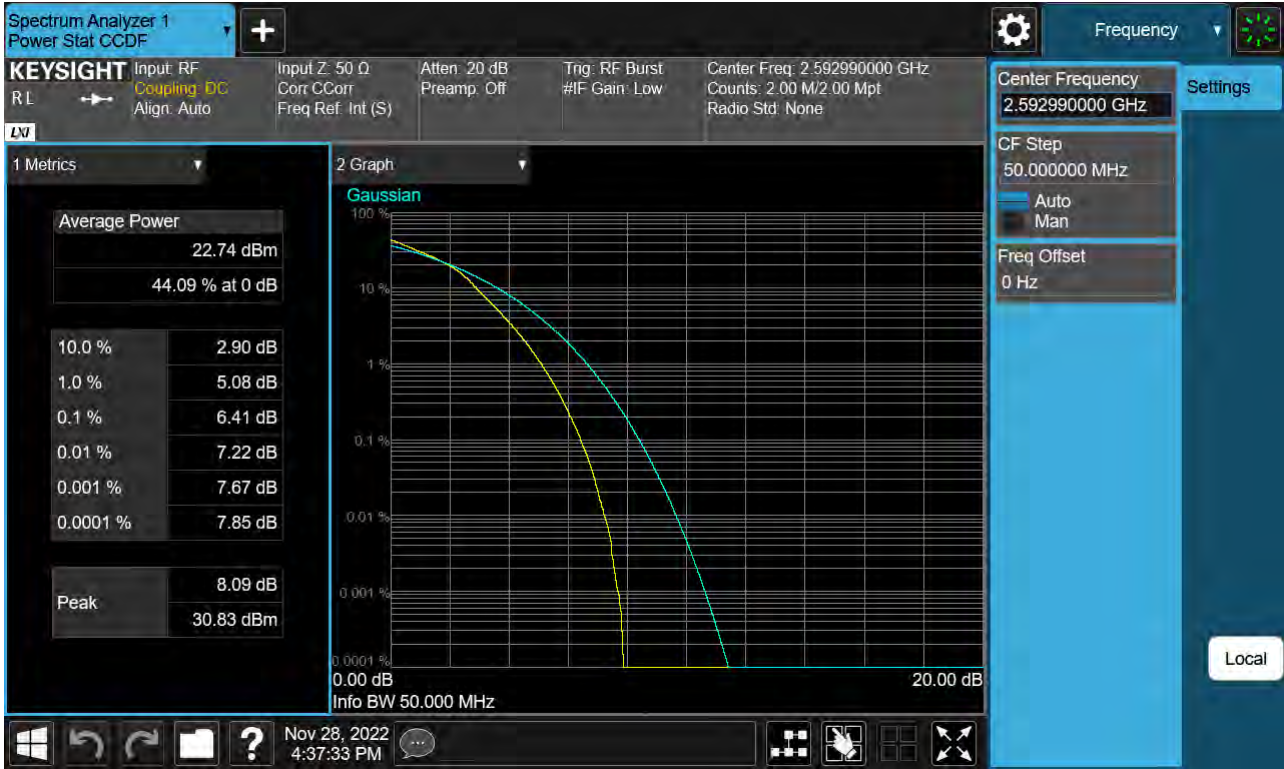 Spectrum Analyzer 1
Power Stat CCDF
+
Frequency
KEYSIGHT
R L
LXI
Input: RF
Coupling: DC
Align: Auto
Input Z: 50 Ω
Corr CCorr
Freq Ref: Int (S)
Atten: 20 dB
Preamp: Off
Trig: RF Burst
#IF Gain: Low
Center Freq: 2.592990000 GHz
Counts: 2.00 M/2.00 Mpt
Radio Std: None
Center Frequency
2.592990000 GHz
Settings
CF Step
50.000000 MHz
Auto
Man
Freq Offset
0 Hz
Local
1 Metrics
Average Power
22.74 dBm
44.09 % at 0 dB
10.0 % 2.90 dB
1.0 % 5.08 dB
0.1 % 6.41 dB
0.01 % 7.22 dB
0.001 % 7.67 dB
0.0001 % 7.85 dB
Peak
8.09 dB
30.83 dBm
2 Graph
Gaussian
100 %
10 %
1 %
0.1 %
0.01 %
0.001 %
0.0001 %
0.00 dB 20.00 dB
Info BW 50.000 MHz
?
Nov 28, 2022
4:37:33 PM